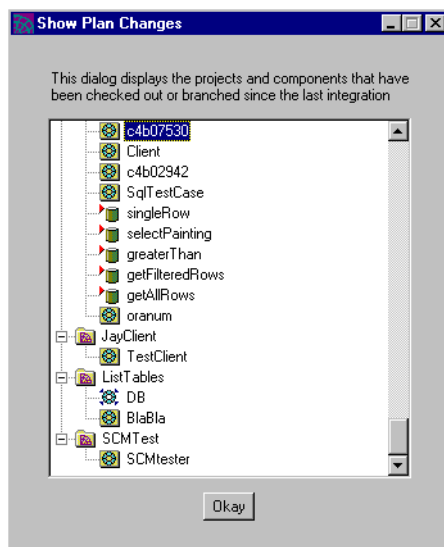 Show Plan Changes
This dialog displays the projects and components that have
been checked out or branched since the last integration
c4b07530
Client
c4b02942
SqlTestCase
singleRow
selectPainting
greaterThan
getFilteredRows
getAllRows
oranum
JayClient
TestClient
ListTables
DB
BlaBla
SCMTest
SCMtester
Okay